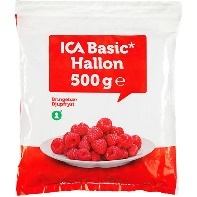 ICA Basic*
Hallon
500 g ℮
Djupfryst